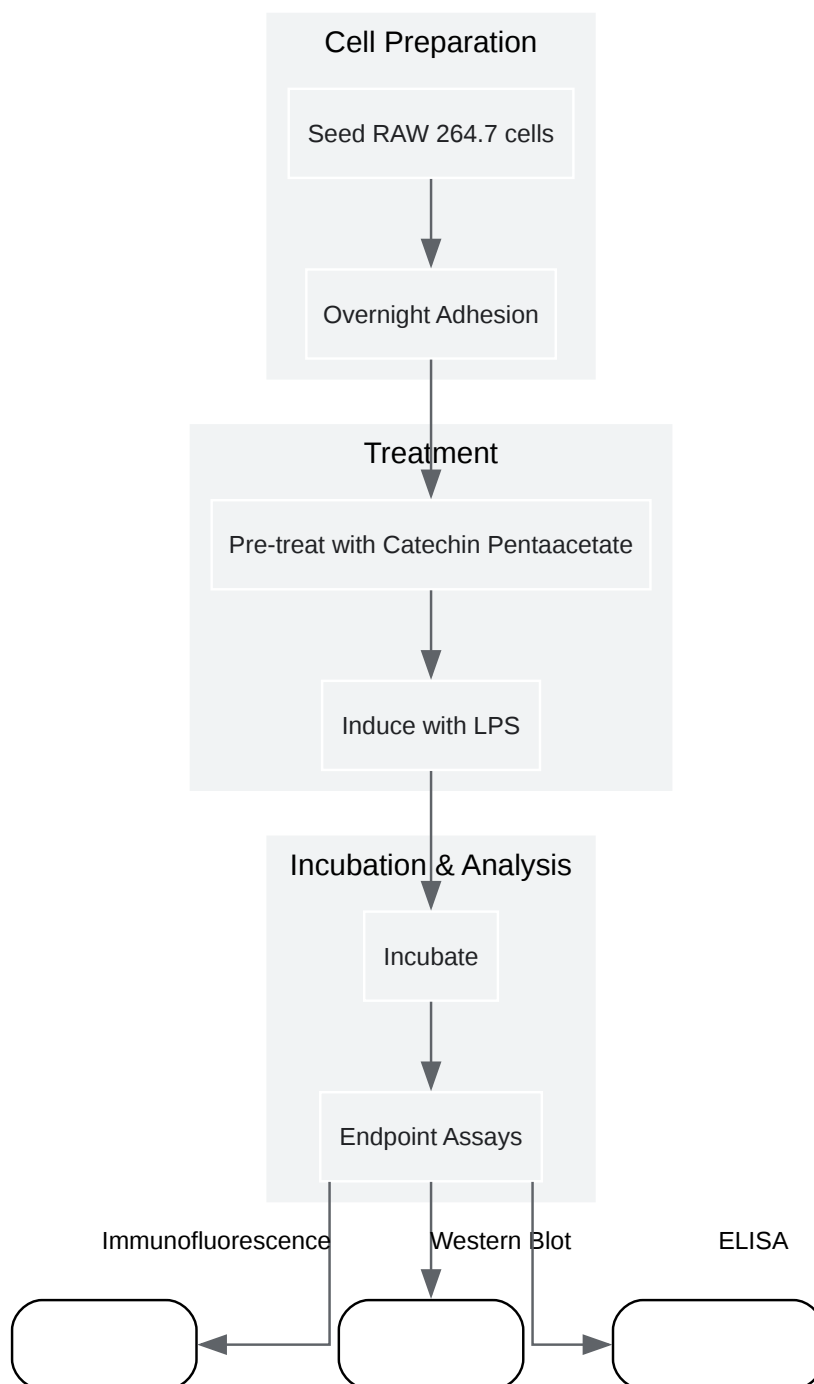 Cell Preparation
Seed RAW 264.7 cells
Overnight Adhesion
Treatment
Pre-treat with Catechin Pentaacetate
Induce with LPS
Incubation & Analysis
Incubate
Endpoint Assays
Immunofluorescence
Western Blot
ELISA